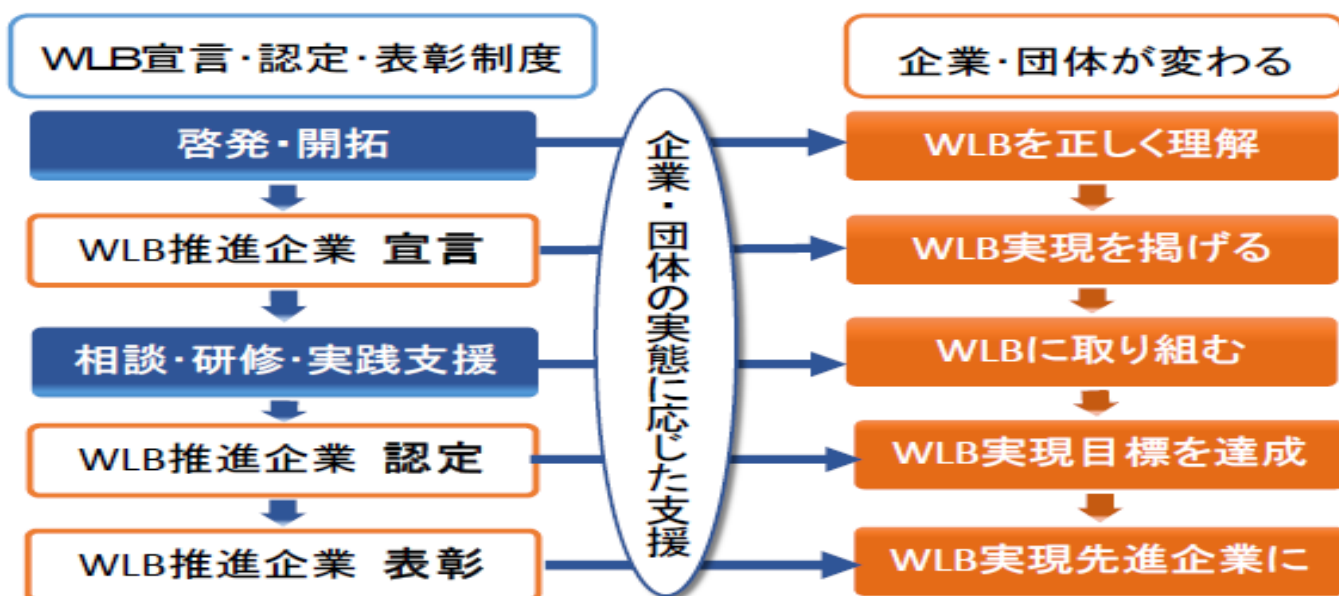 WLB宣言・認定・表彰制度
啓発・開拓
WLB推進企業 宣言
相談・研修・実践支援
WLB推進企業 認定
WLB推進企業 表彰
企業・団体の実態に応じた支援
企業・団体が変わる
WLBを正しく理解
WLB実現を掲げる
WLBに取り組む
WLB実現目標を達成
WLB実現先進企業に